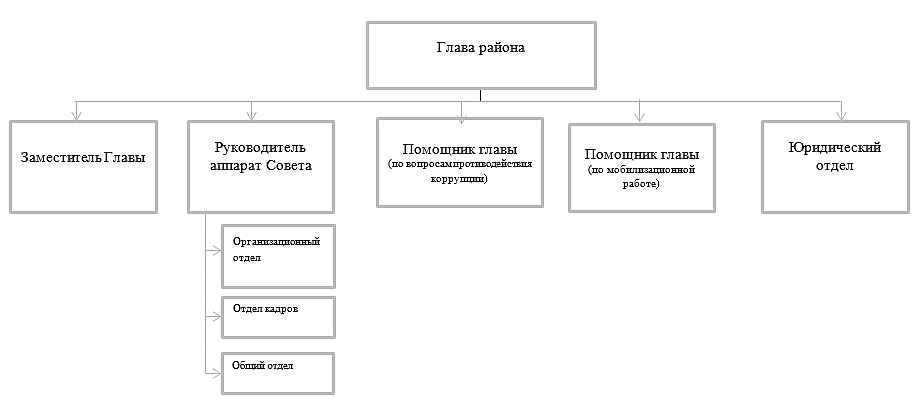 Глава района
Заместитель Главы
Руководитель
аппарат Совета
Помощник главы
(по вопросампротиводействия
коррупции)
Помощник главы
(по мобилизационной
работе)
Юридический
отдел
Организационный
отдел
Отдел кадров
Общий отдел